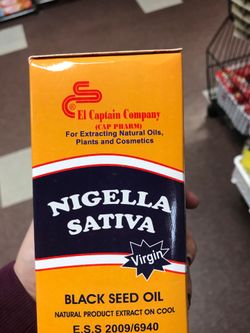 El Captain Company
(CAP PHARM)
For Extracting Natural Oils,
Plants and Cosmetics
NIGELLA
SATIVA
Virgin
BLACK SEED OIL
NATURAL PRODUCT EXTRACT ON COOL
E.S.S 2009/6940